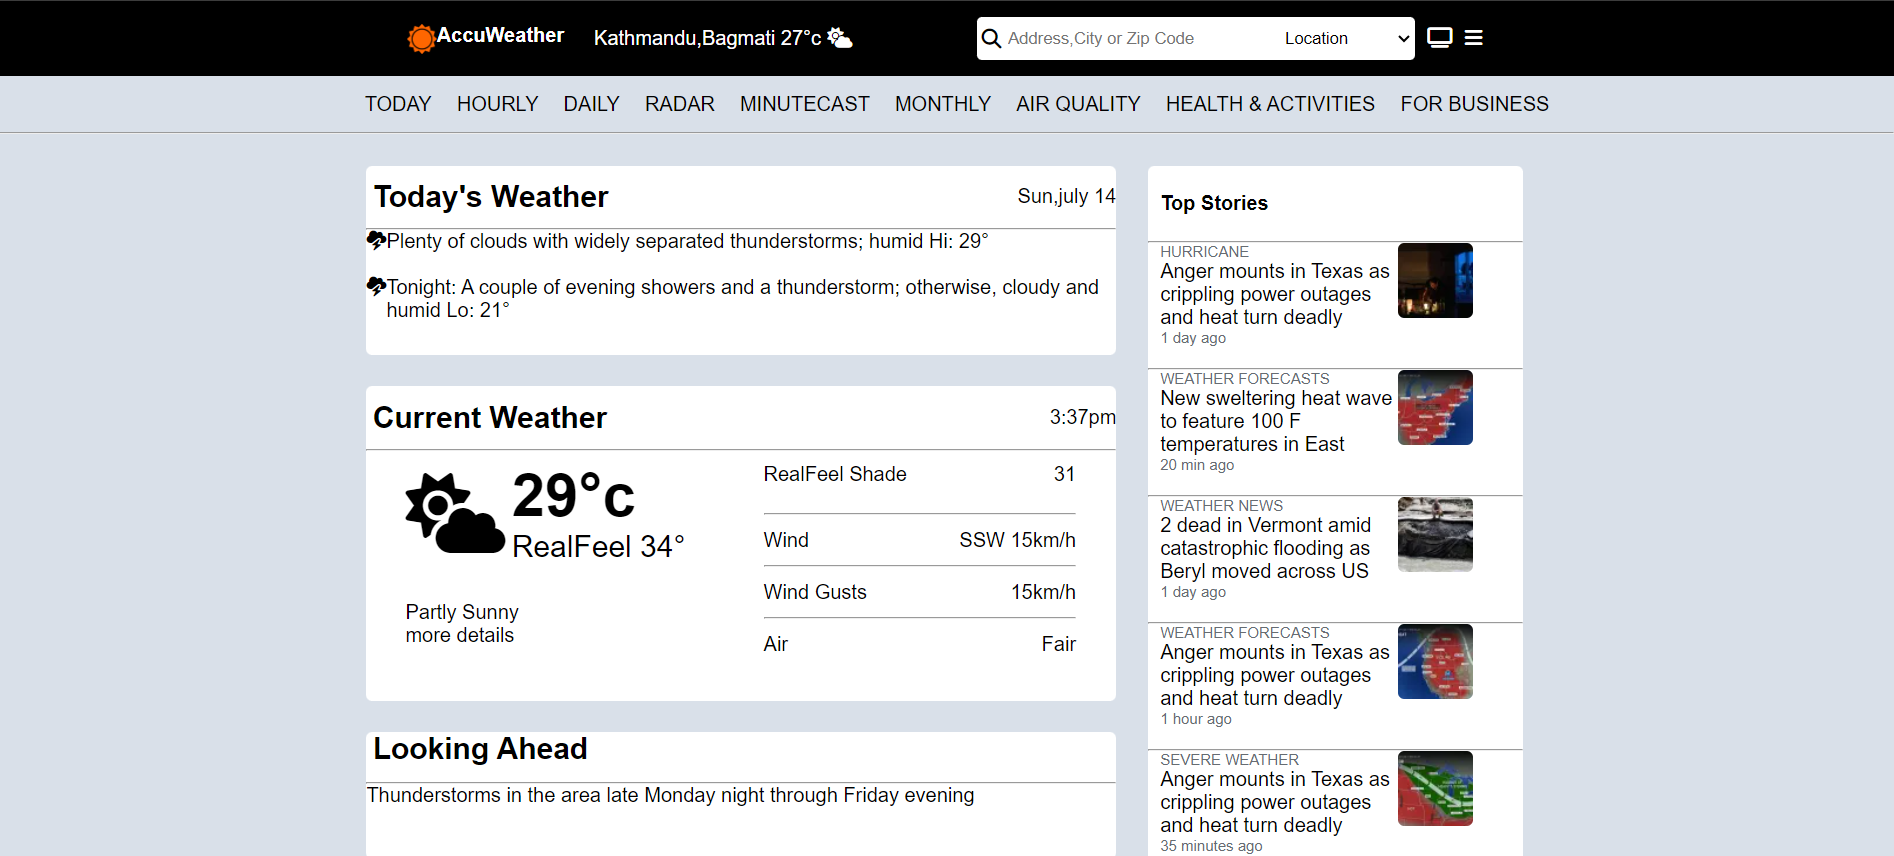 AccuWeather
Kathmandu,Bagmati 27°c
Address,City or Zip Code
Location
TODAY HOURLY DAILY RADAR MINUTECAST MONTHLY AIR QUALITY HEALTH & ACTIVITIES FOR BUSINESS
Today's Weather
Sun,july 14
Plenty of clouds with widely separated thunderstorms; humid Hi: 29°
Tonight: A couple of evening showers and a thunderstorm; otherwise, cloudy and
humid Lo: 21°
Current Weather
3:37pm
29°c
RealFeel 34°
Partly Sunny
more details
RealFeel Shade 31
Wind SSW 15km/h
Wind Gusts 15km/h
Air Fair
Looking Ahead
Thunderstorms in the area late Monday night through Friday evening
Top Stories
HURRICANE
Anger mounts in Texas as
crippling power outages
and heat turn deadly
1 day ago
WEATHER FORECASTS
New sweltering heat wave
to feature 100 F
temperatures in East
20 min ago
WEATHER NEWS
2 dead in Vermont amid
catastrophic flooding as
Beryl moved across US
1 day ago
WEATHER FORECASTS
Anger mounts in Texas as
crippling power outages
and heat turn deadly
1 hour ago
SEVERE WEATHER
Anger mounts in Texas as
crippling power outages
and heat turn deadly
35 minutes ago